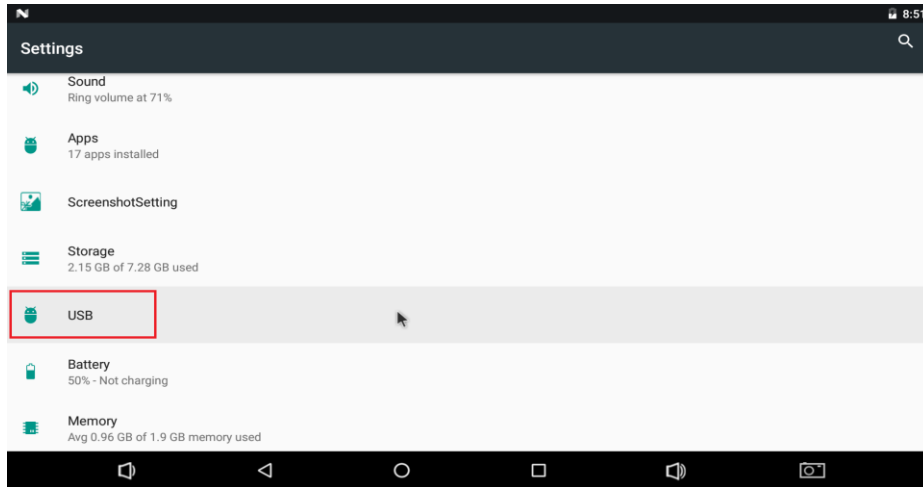 8:51
Settings
Sound
Ring volume at 71%
Apps
17 apps installed
ScreenshotSetting
Storage
2.15 GB of 7.28 GB used
USB
Battery
50% - Not charging
Memory
Avg 0.96 GB of 1.9 GB memory used